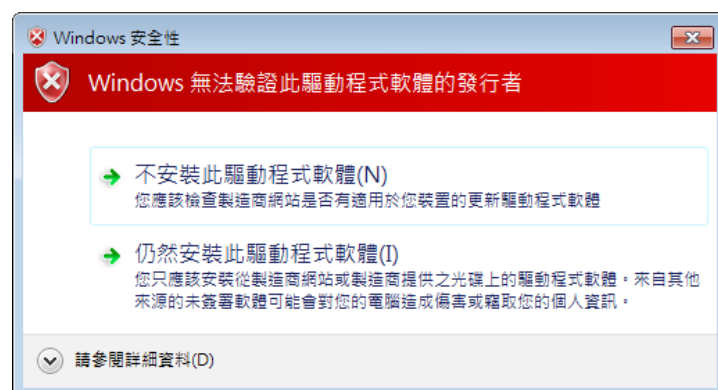 Windows 安全性
Windows 無法驗證此驅動程式軟體的發行者
不安裝此驅動程式軟體(N)
您應該檢查製造商網站是否有適用於您裝置的更新驅動程式軟體
仍然安裝此驅動程式軟體(I)
您只應該安裝從製造商網站或製造商提供之光碟上的驅動程式軟體。來自其他
來源的未簽署軟體可能會對您的電腦造成傷害或竊取您的個人資訊。
請參閱詳細資料(D)